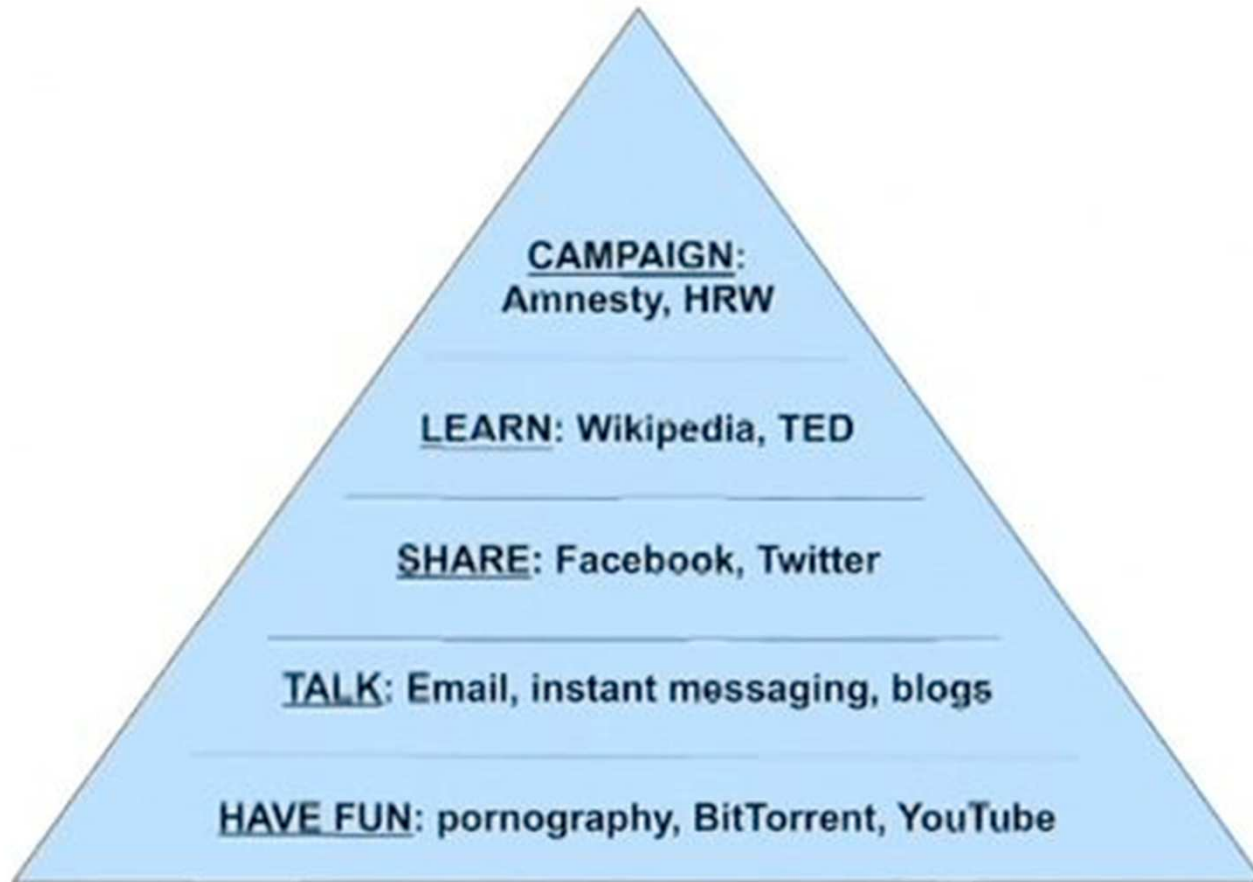 CAMPAIGN:
Amnesty, HRW
LEARN: Wikipedia, TED
SHARE: Facebook, Twitter
TALK: Email, instant messaging, blogs
HAVE FUN: pornography, BitTorrent, YouTube